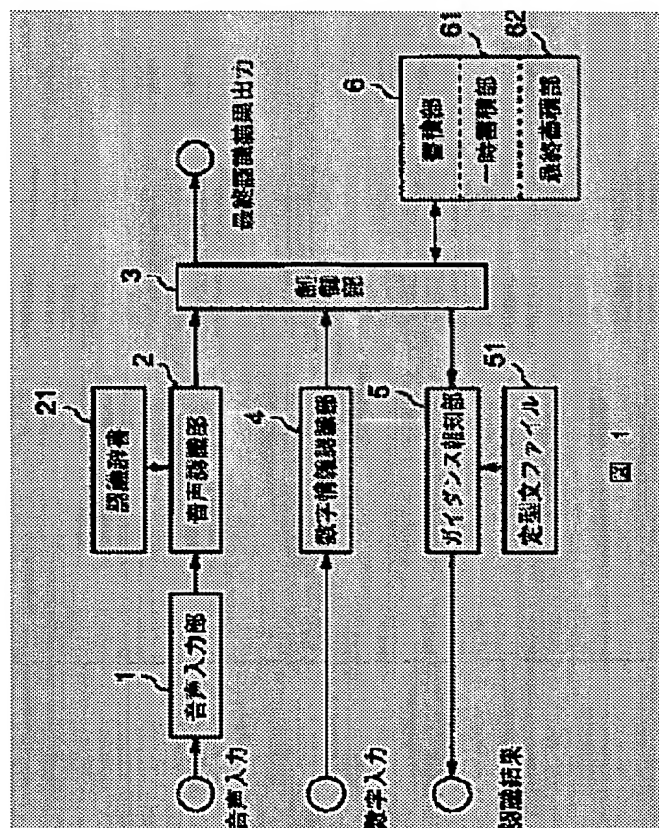 21
認識辞書
2
音声認識部
1
音声入力部
音声入力
3
制御部
最終認識結果出力
4
数字情報認識部
数字入力
6
蓄積部
61
一時蓄積部
62
最終蓄積部
5
ガイダンス報知部
認識結果
51
定型文ファイル
図 1